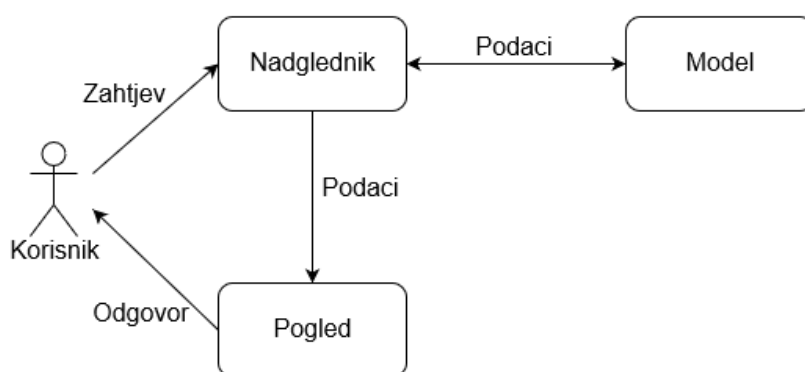 Nadglednik
Podaci
Model
Zahtjev
Podaci
Korisnik
Odgovor
Pogled